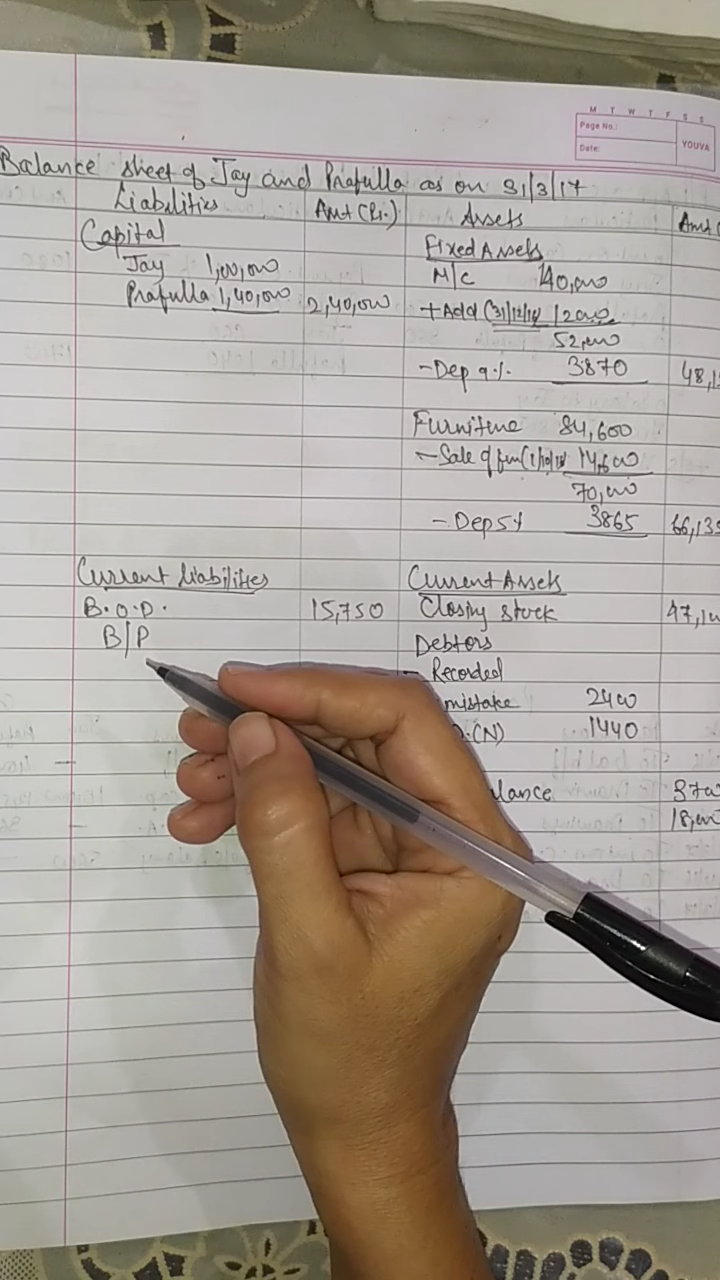 M T W T F S S
Page No.:
Date:
YOUVA
Balance sheet of Jay and Prafulla as on 31/3/17
Liabilities Amt (Rs.) Assets Amt (
Capital
Jay 1,00,000
Prafulla 1,40,000 2,40,000
Fixed Assets
M/c 40,000
+ Add (31/12/16 12000
52,000
- Dep 9% 3870 48,1
Furniture 84,600
- Sale of fur(1/10/16 14,600
70,000
- Dep 5% 3865 66,135
Current liabilities Current Assets
B.O.D. 15,750 Closing stock 47,1
B/P Debtors
- Recorded
mistake 2400
(N) 1440
lance 370
18,000